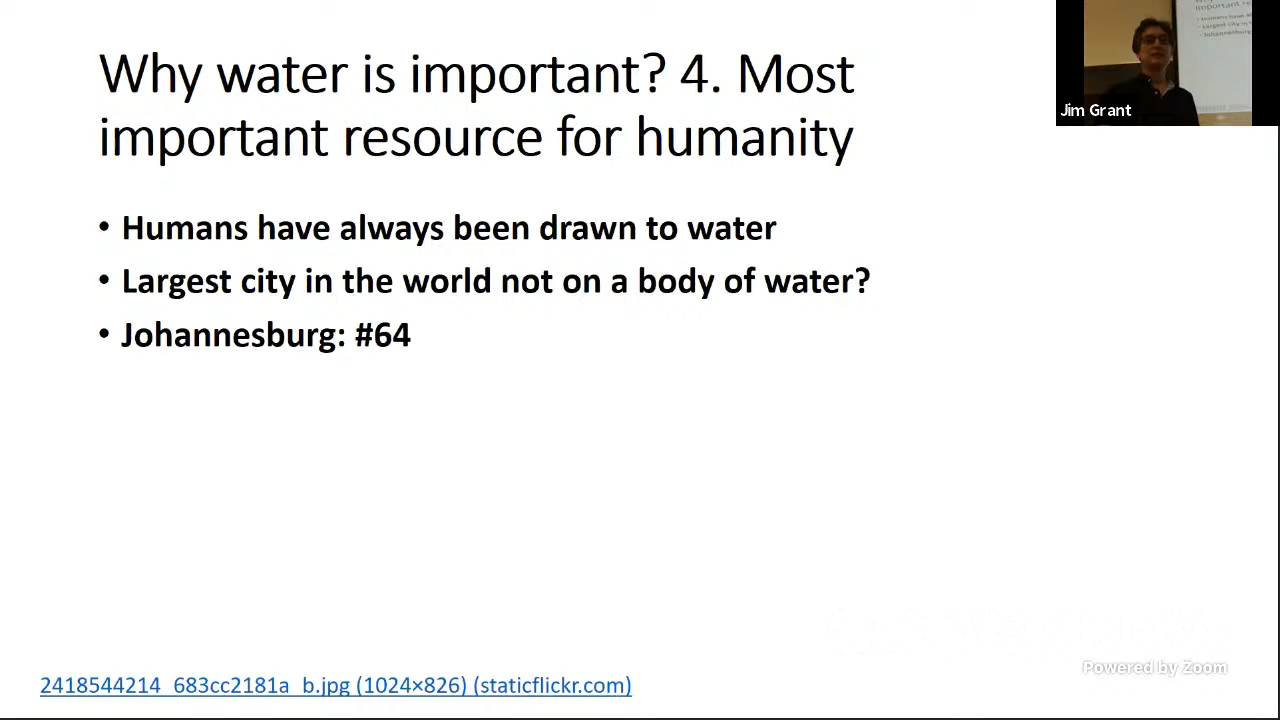 Why water is important? 4. Most
important resource for humanity
• Humans have always been drawn to water
• Largest city in the world not on a body of water?
• Johannesburg: #64
Jim Grant
Powered by Zoom
2418544214_683cc2181a_b.jpg (1024×826) (staticflickr.com)